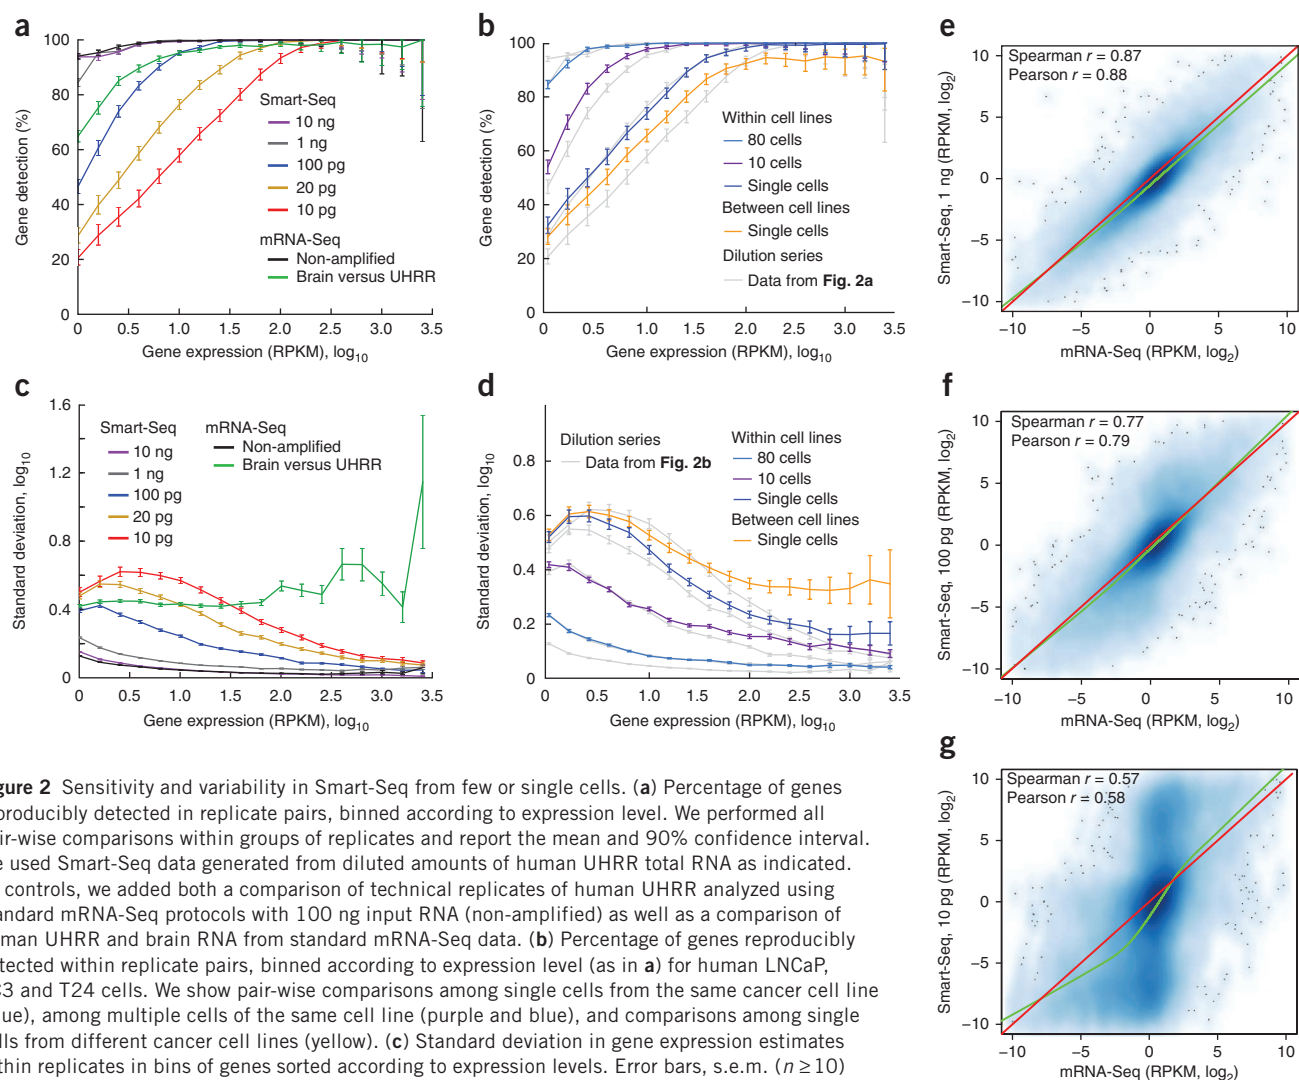 a
Gene detection (%)
100
80
60
40
20
0
0
0.5
1.0
1.5
2.0
2.5
3.0
3.5
Gene expression (RPKM), log10
Smart-Seq
10 ng
1 ng
100 pg
20 pg
10 pg
mRNA-Seq
Non-amplified
Brain versus UHRR
b
Gene detection (%)
100
80
60
40
20
0
0
0.5
1.0
1.5
2.0
2.5
3.0
3.5
Gene expression (RPKM), log10
Within cell lines
80 cells
10 cells
Single cells
Between cell lines
Single cells
Dilution series
Data from Fig. 2a
c
Standard deviation, log10
1.6
1.2
0.8
0.4
0
0
0.5
1.0
1.5
2.0
2.5
3.0
3.5
Gene expression (RPKM), log10
Smart-Seq
10 ng
1 ng
100 pg
20 pg
10 pg
mRNA-Seq
Non-amplified
Brain versus UHRR
d
Standard deviation, log10
0.8
0.6
0.4
0.2
0
0
0.5
1.0
1.5
2.0
2.5
3.0
3.5
Gene expression (RPKM), log10
Dilution series
Data from Fig. 2b
Within cell lines
80 cells
10 cells
Single cells
Between cell lines
Single cells
e
Spearman r = 0.87
Pearson r = 0.88
Smart-Seq, 1 ng (RPKM, log2)
10
5
0
−5
−10
−10
−5
0
5
10
mRNA-Seq (RPKM, log2)
f
Spearman r = 0.77
Pearson r = 0.79
Smart-Seq, 100 pg (RPKM, log2)
10
5
0
−5
−10
−10
−5
0
5
10
mRNA-Seq (RPKM, log2)
g
Spearman r = 0.57
Pearson r = 0.58
Smart-Seq, 10 pg (RPKM, log2)
10
5
0
−5
−10
−10
−5
0
5
10
mRNA-Seq (RPKM, log2)
gure 2 Sensitivity and variability in Smart-Seq from few or single cells. (a) Percentage of genes
producibly detected in replicate pairs, binned according to expression level. We performed all
ir-wise comparisons within groups of replicates and report the mean and 90% confidence interval.
e used Smart-Seq data generated from diluted amounts of human UHRR total RNA as indicated.
controls, we added both a comparison of technical replicates of human UHRR analyzed using
andard mRNA-Seq protocols with 100 ng input RNA (non-amplified) as well as a comparison of
man UHRR and brain RNA from standard mRNA-Seq data. (b) Percentage of genes reproducibly
tected within replicate pairs, binned according to expression level (as in a) for human LNCaP,
C3 and T24 cells. We show pair-wise comparisons among single cells from the same cancer cell line
ue), among multiple cells of the same cell line (purple and blue), and comparisons among single
lls from different cancer cell lines (yellow). (c) Standard deviation in gene expression estimates
thin replicates in bins of genes sorted according to expression levels. Error bars, s.e.m. (n ≥ 10)